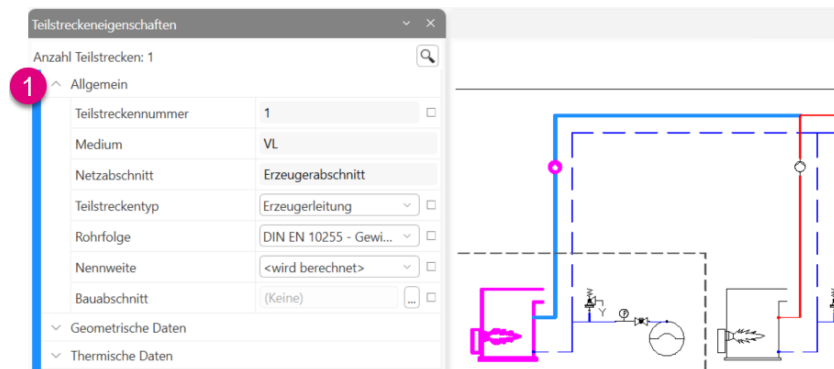 Teilstreckeneigenschaften
Anzahl Teilstrecken: 1
1
Allgemein
Teilstreckennummer 1
Medium VL
Netzabschnitt Erzeugerabschnitt
Teilstreckentyp Erzeugerleitung
Rohrfolge DIN EN 10255 - Gewi...
Nennweite <wird berechnet>
Bauabschnitt (Keine) ...
Geometrische Daten
Thermische Daten